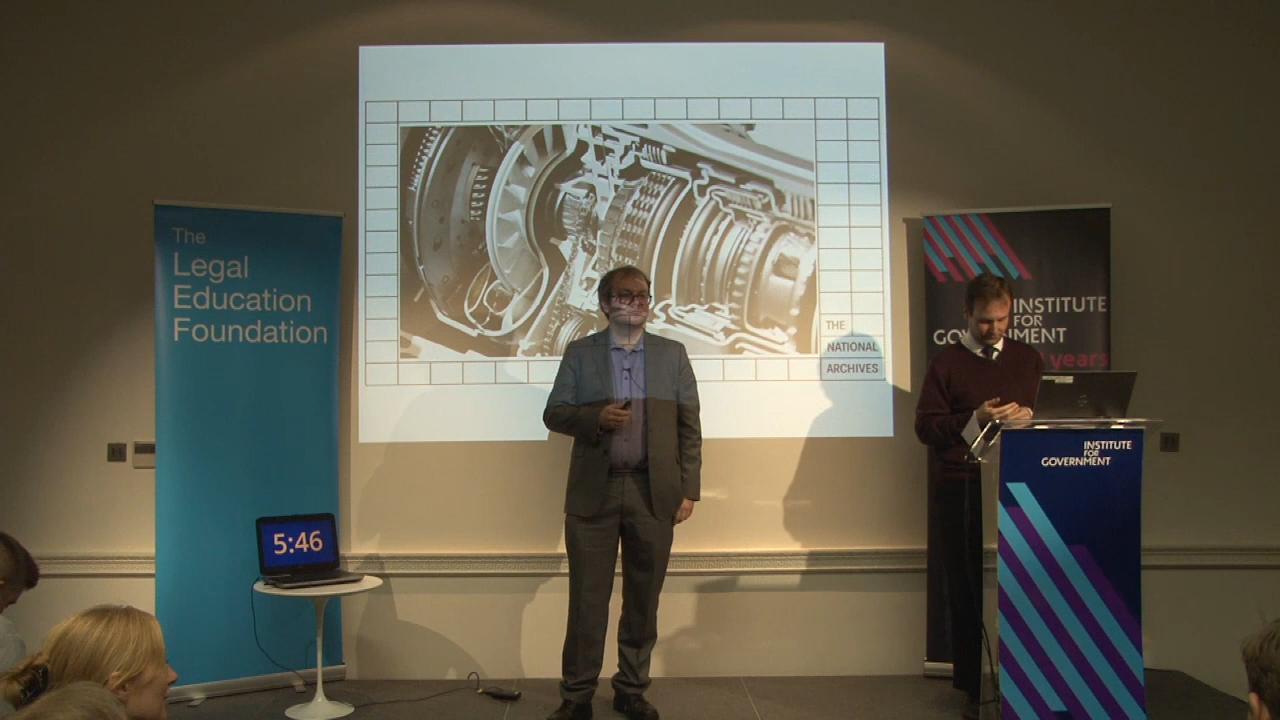 The
Legal
Education
Foundation
5:46
THE
NATIONAL
ARCHIVES
INSTITUTE
FOR
GOVERNMENT
years
INSTITUTE
FOR
GOVERNMENT